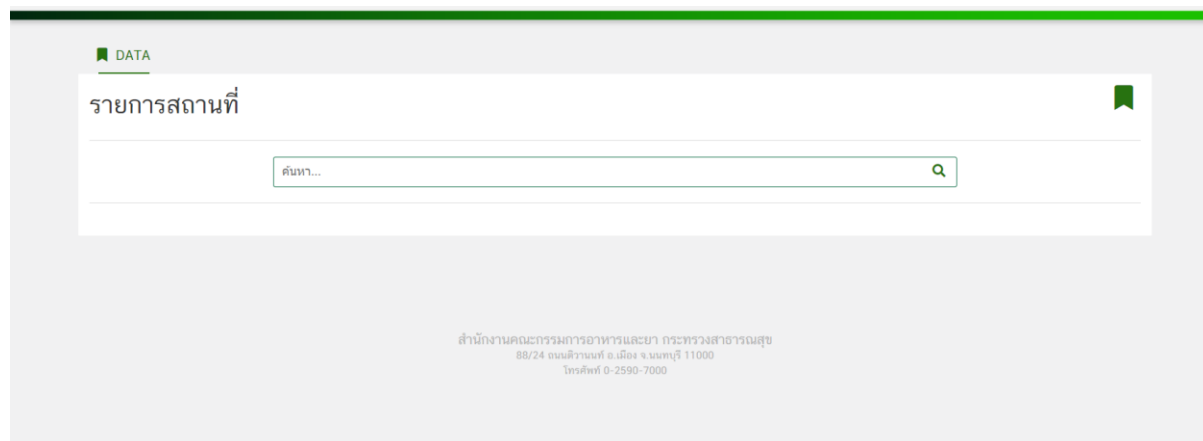 DATA
รายการสถานที่
ค้นหา...
สำนักงานคณะกรรมการอาหารและยา กระทรวงสาธารณสุข
88/24 ถนนติวานนท์ อ.เมือง จ.นนทบุรี 11000
โทรศัพท์ 0-2590-7000